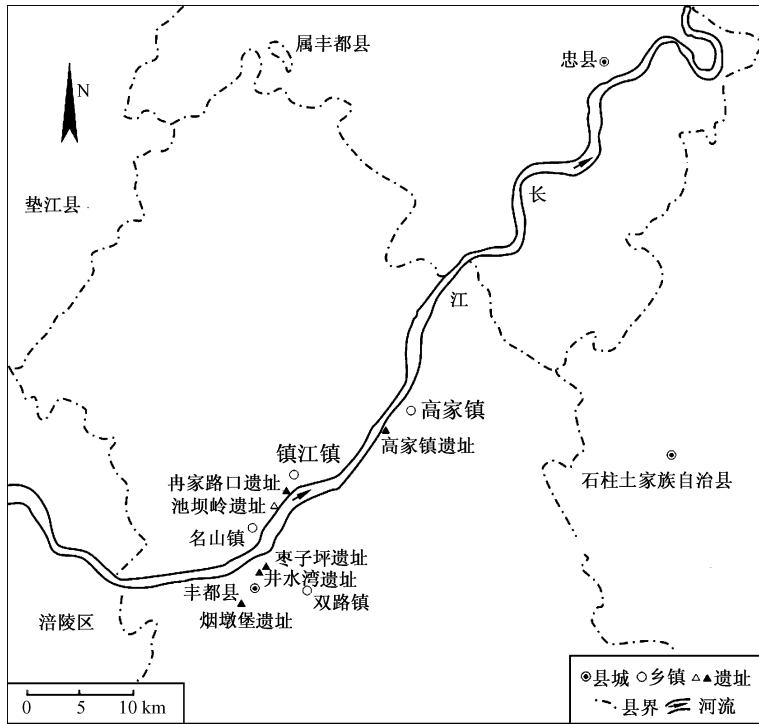 属丰都县
忠县
N
垫江县
长
江
高家镇
高家镇遗址
镇江镇
冉家路口遗址
池坝岭遗址
名山镇
石柱土家族自治县
枣子坪遗址
井水湾遗址
丰都县
双路镇
烟墩堡遗址
涪陵区
0 5 10 km
县城 乡镇 遗址
县界 河流